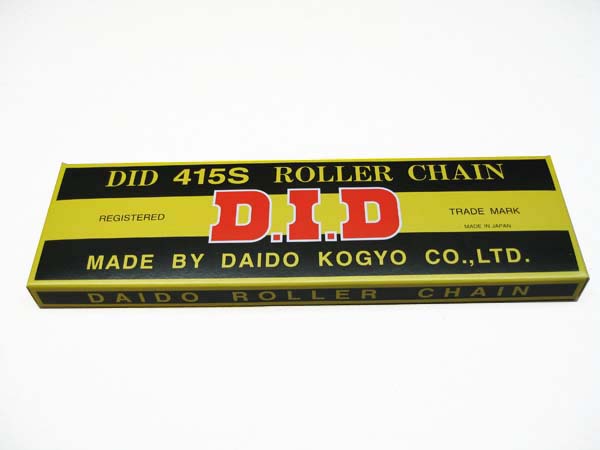 DID 415S ROLLER CHAIN
REGISTERED D.I.D TRADE MARK
MADE IN JAPAN
MADE BY DAIDO KOGYO CO.,LTD.
DAIDO ROLLER CHAIN